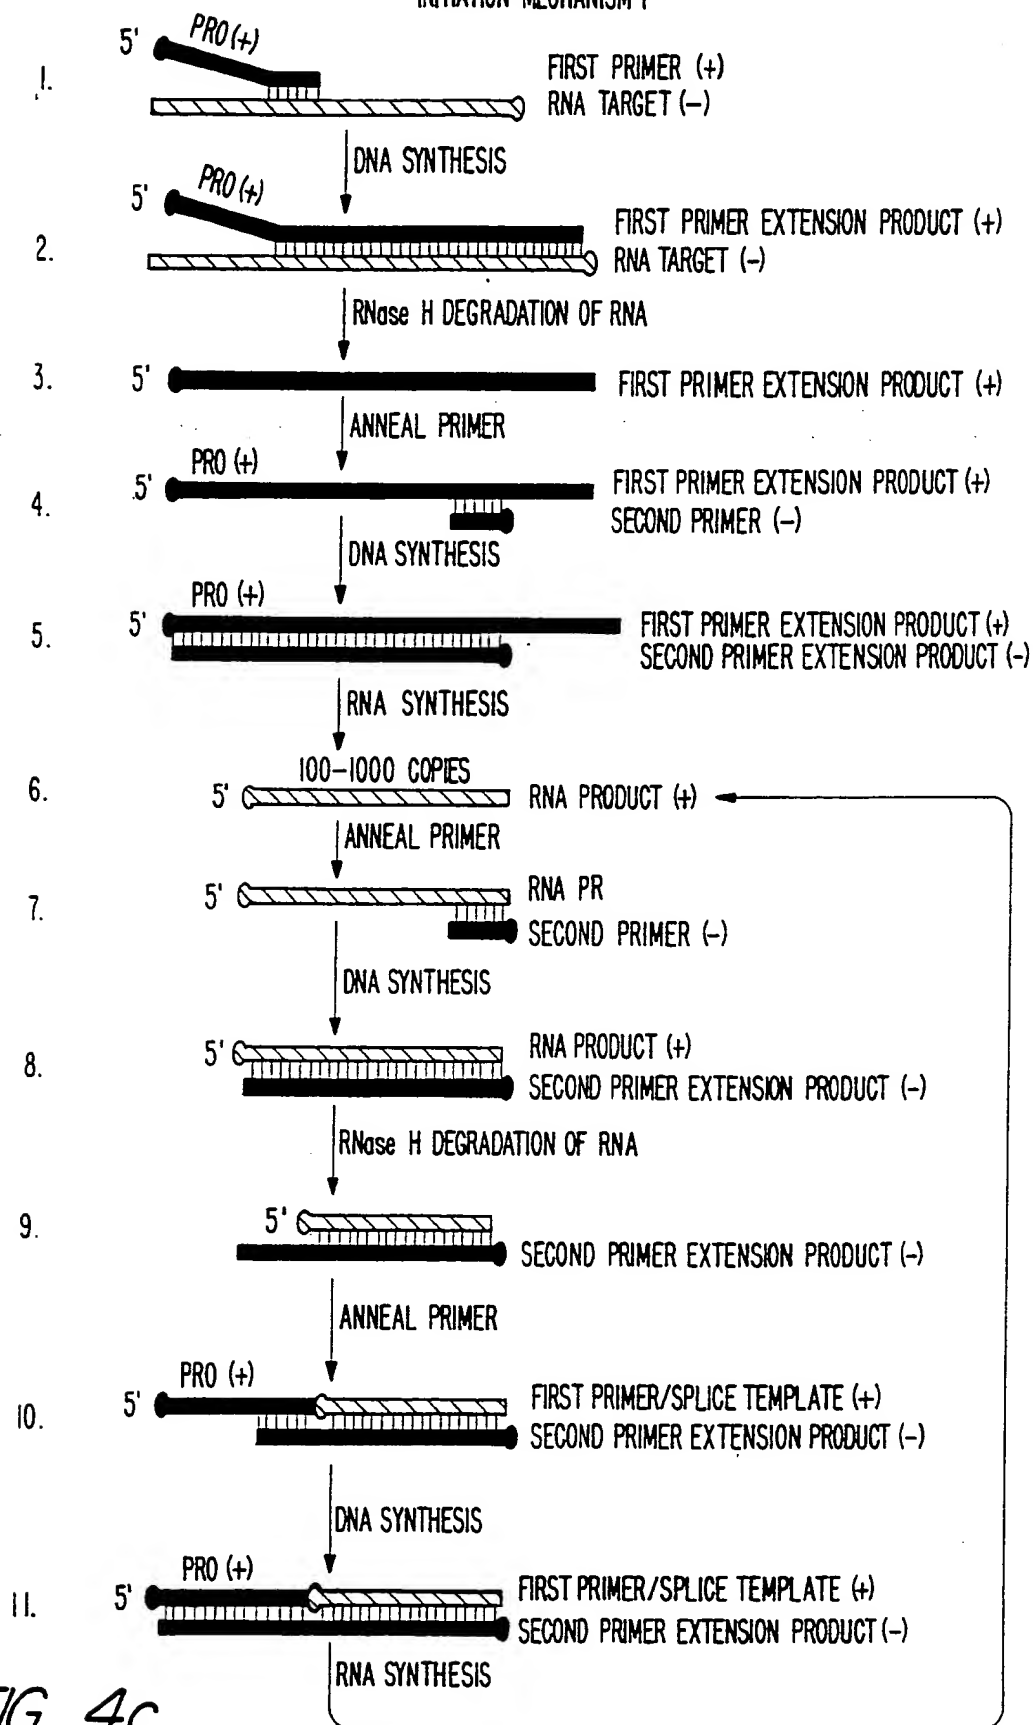 INITIATION MECHANISM I
1.
5' PRO (+)
FIRST PRIMER (+)
RNA TARGET (-)
DNA SYNTHESIS
2.
5' PRO (+)
FIRST PRIMER EXTENSION PRODUCT (+)
RNA TARGET (-)
RNase H DEGRADATION OF RNA
3.
5'
FIRST PRIMER EXTENSION PRODUCT (+)
ANNEAL PRIMER
4.
PRO (+)
5'
FIRST PRIMER EXTENSION PRODUCT (+)
SECOND PRIMER (-)
DNA SYNTHESIS
5.
PRO (+)
5'
FIRST PRIMER EXTENSION PRODUCT (+)
SECOND PRIMER EXTENSION PRODUCT (-)
RNA SYNTHESIS
6.
100-1000 COPIES
5'
RNA PRODUCT (+)
ANNEAL PRIMER
7.
5'
RNA PR
SECOND PRIMER (-)
DNA SYNTHESIS
8.
5'
RNA PRODUCT (+)
SECOND PRIMER EXTENSION PRODUCT (-)
RNase H DEGRADATION OF RNA
9.
5'
SECOND PRIMER EXTENSION PRODUCT (-)
ANNEAL PRIMER
10.
PRO (+)
5'
FIRST PRIMER/SPLICE TEMPLATE (+)
SECOND PRIMER EXTENSION PRODUCT (-)
DNA SYNTHESIS
11.
PRO (+)
5'
FIRST PRIMER/SPLICE TEMPLATE (+)
SECOND PRIMER EXTENSION PRODUCT (-)
RNA SYNTHESIS
FIG. 4c